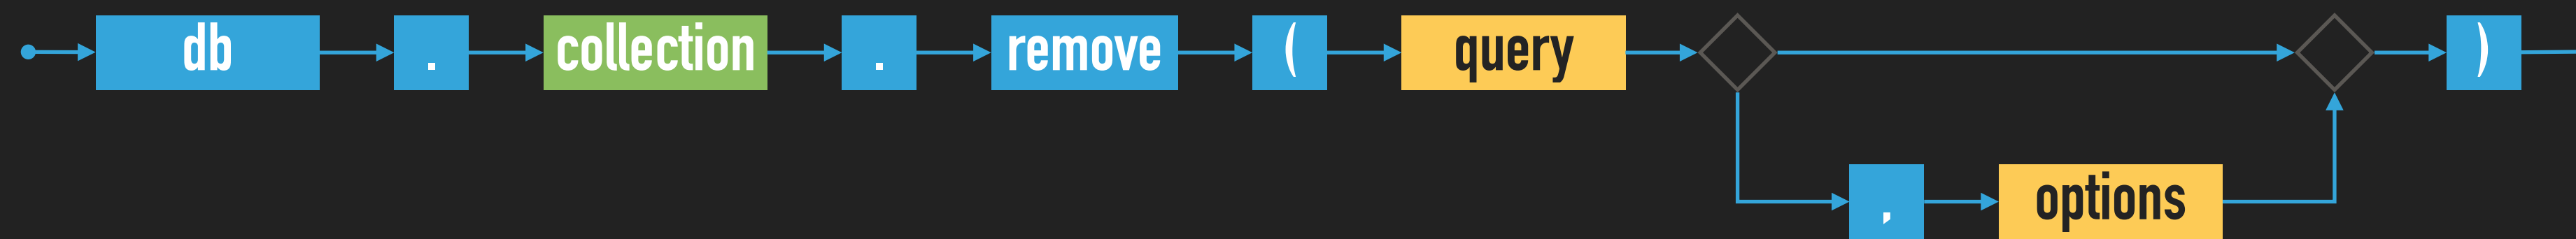 db . collection . remove ( query )
, options